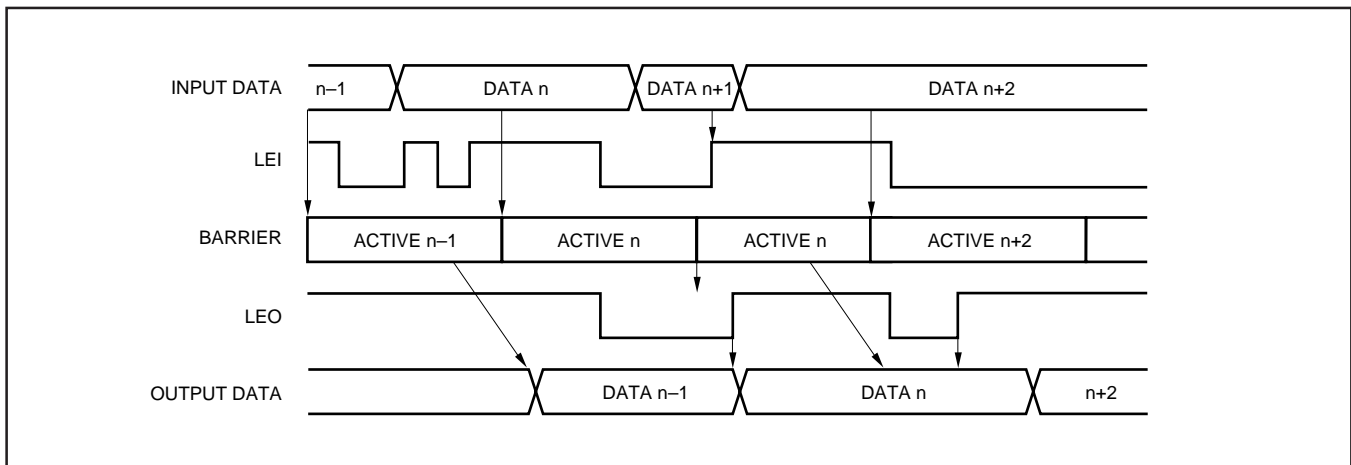 INPUT DATA n–1 DATA n DATA n+1 DATA n+2
LEI
BARRIER ACTIVE n–1 ACTIVE n ACTIVE n ACTIVE n+2
LEO
OUTPUT DATA DATA n–1 DATA n n+2